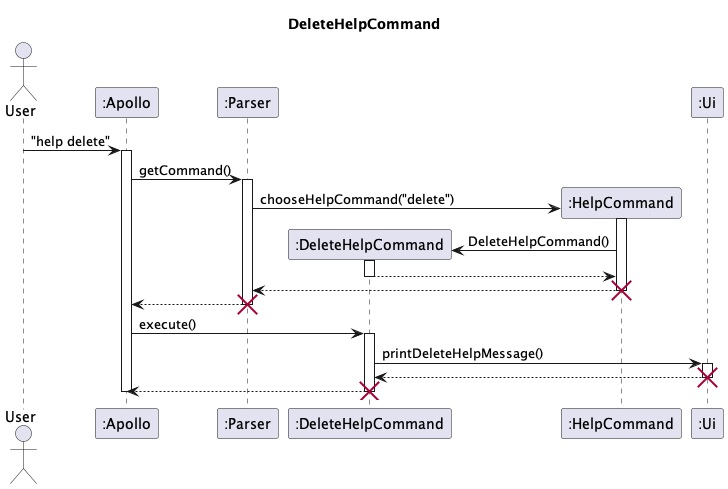 DeleteHelpCommand
User
:Apollo
:Parser
:Ui
"help delete"
getCommand()
chooseHelpCommand("delete")
:HelpCommand
:DeleteHelpCommand
DeleteHelpCommand()
execute()
printDeleteHelpMessage()
User
:Apollo
:Parser
:DeleteHelpCommand
:HelpCommand
:Ui